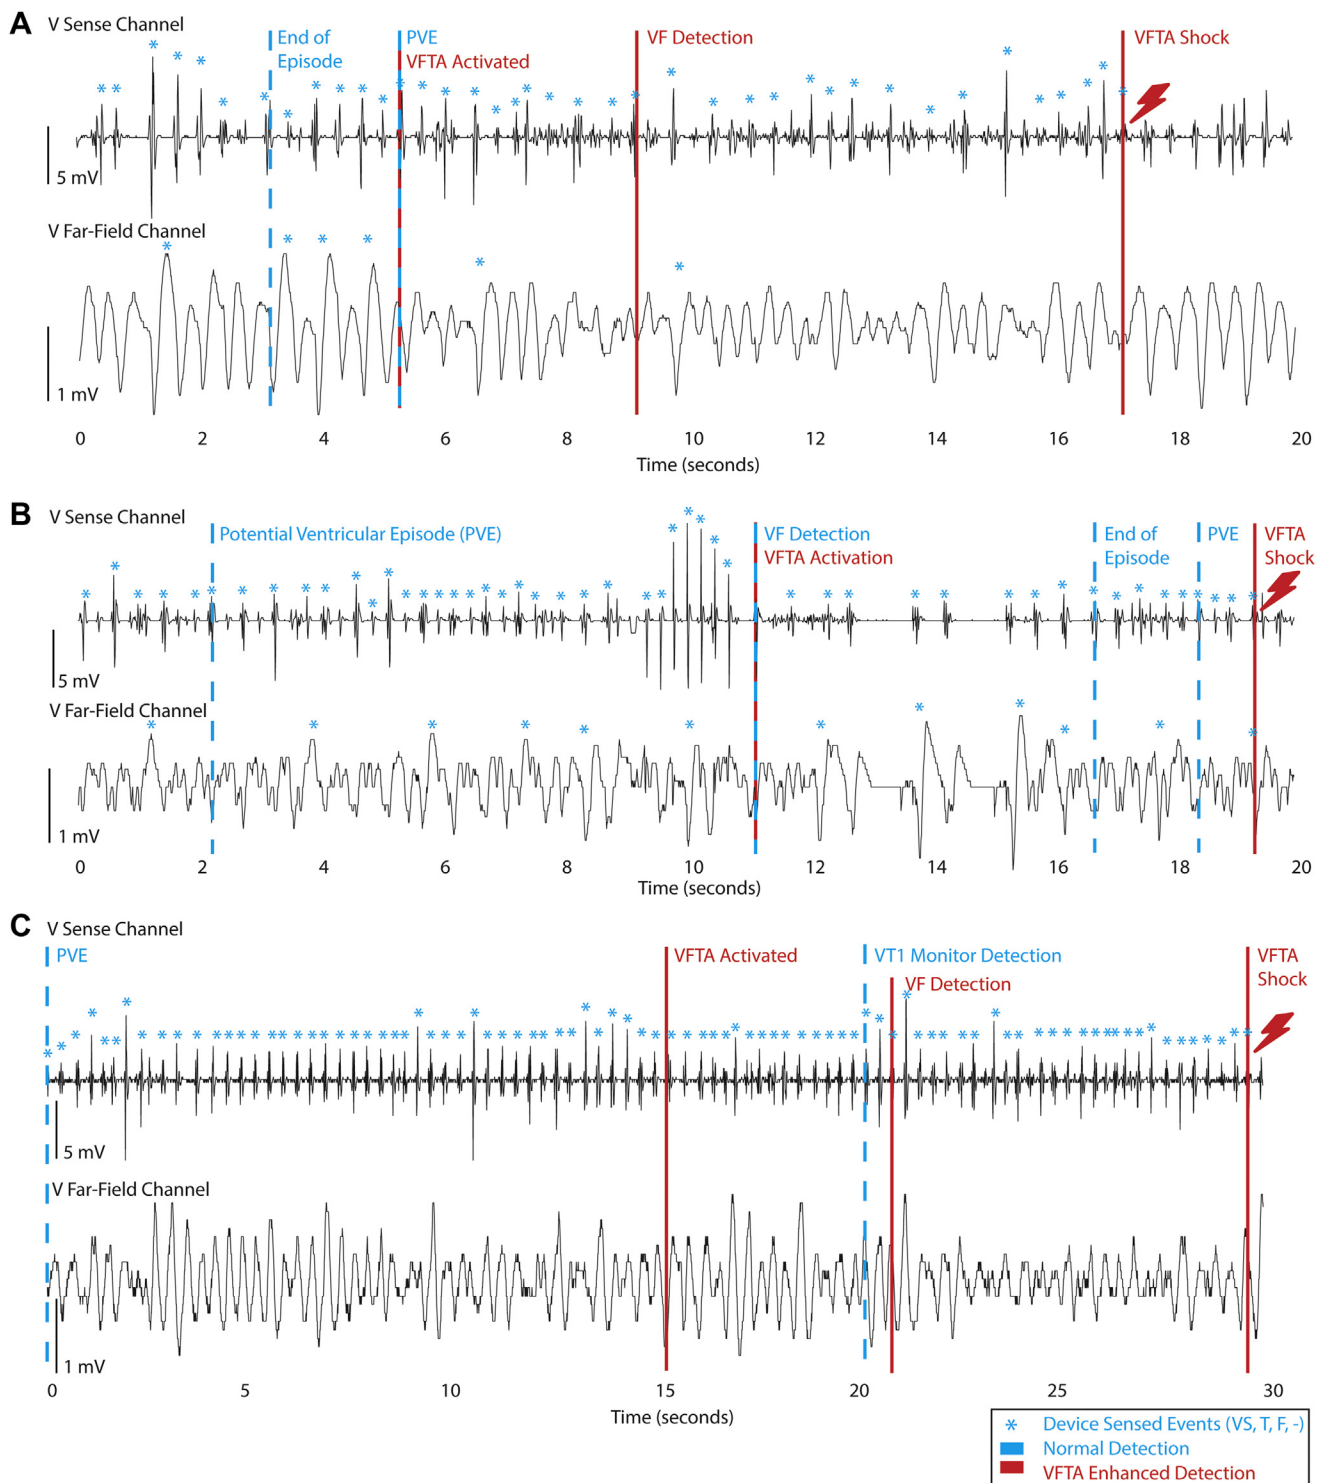 A
V Sense Channel
End of
Episode
PVE
VFTA Activated
VF Detection
VFTA Shock
5 mV
V Far-Field Channel
1 mV
0 2 4 6 8 10 12 14 16 18 20
Time (seconds)
B
V Sense Channel
Potential Ventricular Episode (PVE)
VF Detection
VFTA Activation
End of
Episode
PVE
VFTA
Shock
5 mV
V Far-Field Channel
1 mV
0 2 4 6 8 10 12 14 16 18 20
Time (seconds)
C
V Sense Channel
PVE
VFTA Activated
VT1 Monitor Detection
VF Detection
VFTA
Shock
5 mV
V Far-Field Channel
1 mV
0 5 10 15 20 25 30
Time (seconds)
* Device Sensed Events (VS, T, F, -)
Normal Detection
VFTA Enhanced Detection